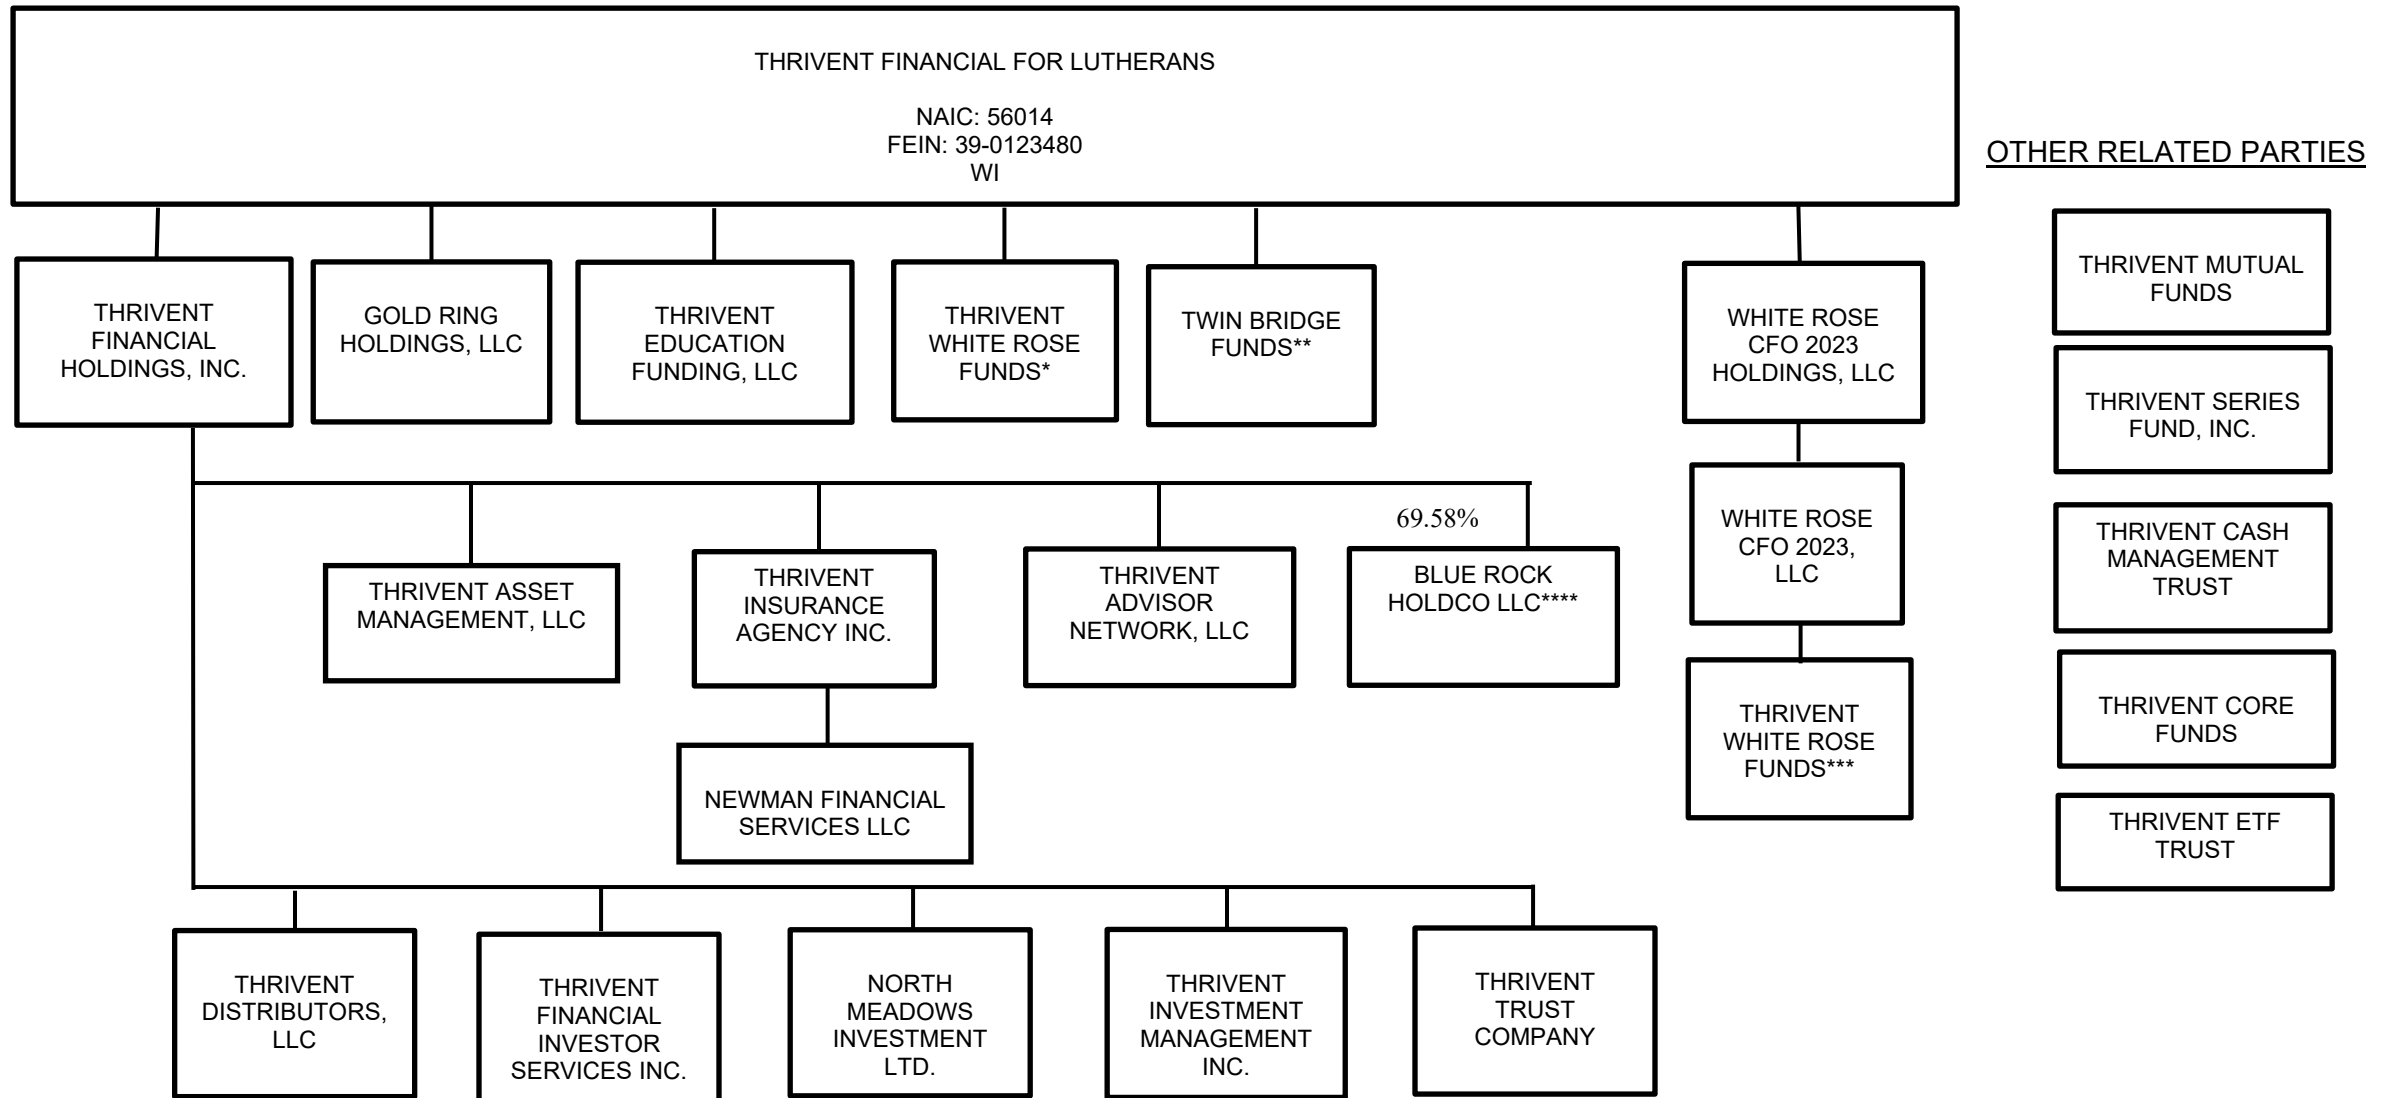 THRIVENT FINANCIAL FOR LUTHERANS
NAIC: 56014
FEIN: 39-0123480
WI
OTHER RELATED PARTIES
THRIVENT
FINANCIAL
HOLDINGS, INC.
GOLD RING
HOLDINGS, LLC
THRIVENT
EDUCATION
FUNDING, LLC
THRIVENT
WHITE ROSE
FUNDS*
TWIN BRIDGE
FUNDS**
WHITE ROSE
CFO 2023
HOLDINGS, LLC
THRIVENT MUTUAL
FUNDS
THRIVENT SERIES
FUND, INC.
69.58%
THRIVENT ASSET
MANAGEMENT, LLC
THRIVENT
INSURANCE
AGENCY INC.
THRIVENT
ADVISOR
NETWORK, LLC
BLUE ROCK
HOLDCO LLC****
WHITE ROSE
CFO 2023,
LLC
THRIVENT CASH
MANAGEMENT
TRUST
NEWMAN FINANCIAL
SERVICES LLC
THRIVENT
WHITE ROSE
FUNDS***
THRIVENT CORE
FUNDS
THRIVENT ETF
TRUST
THRIVENT
DISTRIBUTORS,
LLC
THRIVENT
FINANCIAL
INVESTOR
SERVICES INC.
NORTH
MEADOWS
INVESTMENT
LTD.
THRIVENT
INVESTMENT
MANAGEMENT
INC.
THRIVENT
TRUST
COMPANY